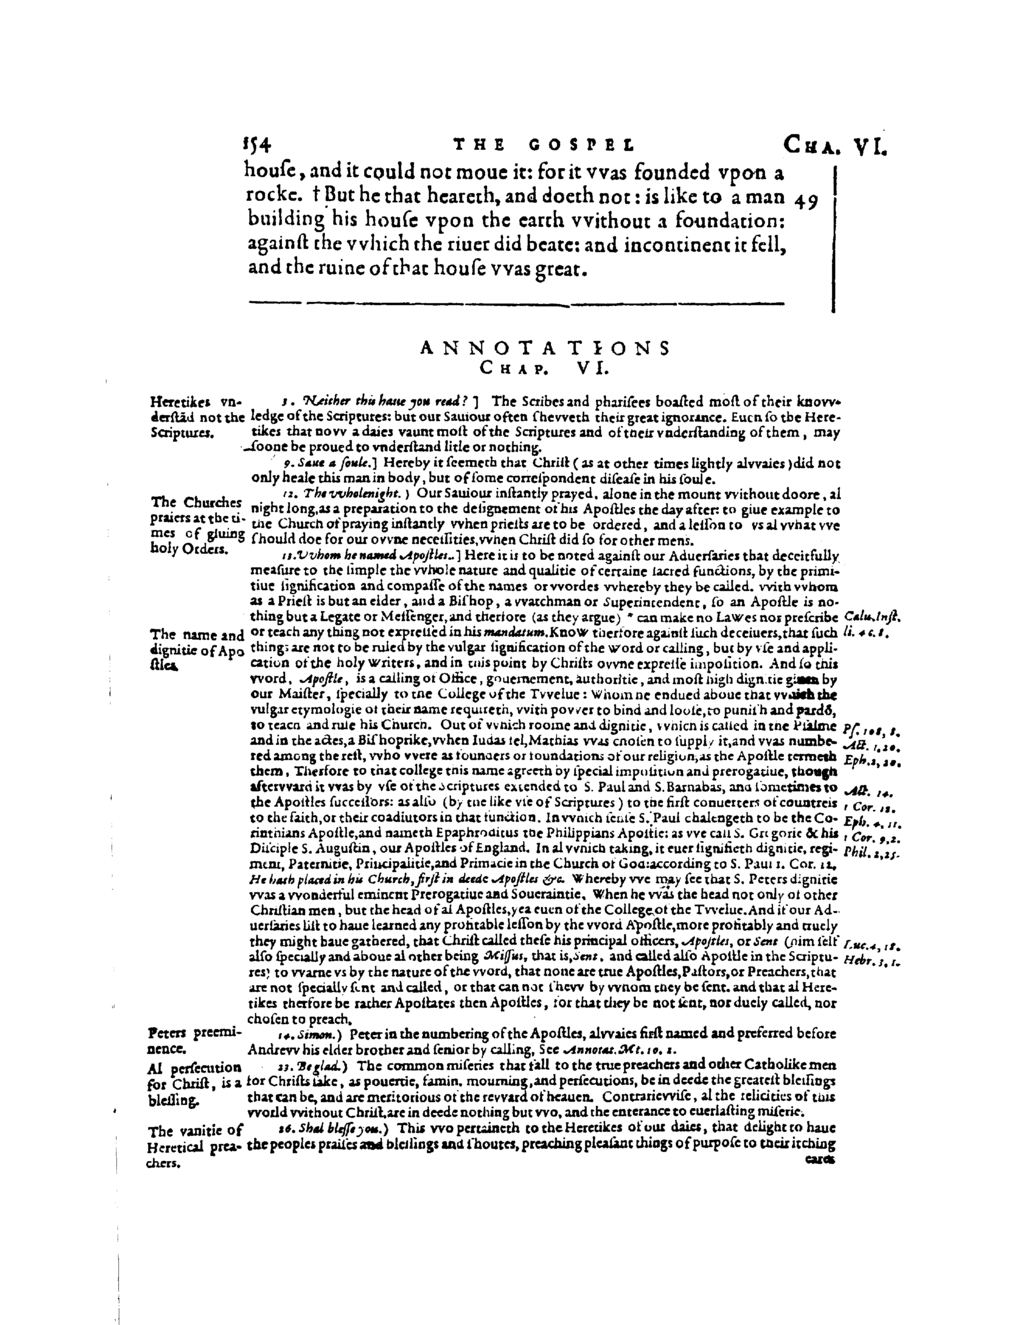 154 THE GOSPEL CHA. VI.
houſe, and it could not moue it: for it vvas founded vpon a
rocke. † But he that heareth, and doeth not: is like to a man 49
building his houſe vpon the earth vvithout a foundation:
againſt the vvhich the riuer did beate: and incontinent it fell,
and the ruine of that houſe vvas great.
ANNOTATIONS
CHAP. VI.
Heretikes vn- 3. Neither this haue you read? ] The Scribes and phariſees boaſted moſt of their knovv-
derſtãd not the ledge of the Scriptures: but our Sauiour often ſhevveth their great ignorance. Euen ſo the Here-
Scriptures. tikes that novv a daies vaunt moſt of the Scriptures and of their vnderſtanding of them, may
ſoone be proued to vnderſtand litle or nothing.
9. Saue a ſoule.] Hereby it ſeemeth that Chriſt ( as at other times lightly alvvaies )did not
only heale this man in body, but of ſome correſpondent diſeaſe in his ſoule.
12. The vvhole night. ) Our Sauiour inſtantly prayed, alone in the mount vvithout doore, al
The Churches night long, as a preparation to the deſignement of his Apoſtles the day after: to giue example to
praiers at the ti- the Church of praying inſtantly vvhen prieſts are to be ordered, and a leſſon to vs al vvhat vve
mes of giuing ſhould doe for our ovvne neceſſities, vvhen Chriſt did ſo for other mens.
holy Orders. 13. Vvhom he named Apoſtles.] Here it is to be noted againſt our Aduerſaries that deceitfully
meaſure to the ſimple the vvhole nature and qualitie of certaine ſacred functions, by the primi-
tiue ſignification and compaſſe of the names or vvordes vvhereby they be called. vvith vvhom
as a Prieſt is but an elder, and a Biſhop, a vvatchman or Superintendent, ſo an Apoſtle is no-
thing but a Legate or Meſſenger, and therfore (as they argue) * can make no Lawes nor preſcribe Calu. Inſt.
The name and or teach any thing not expreſſed in his mandatum. Know therfore againſt ſuch deceiuers, that ſuch li. 4 c. 8.
dignitie of Apo things are not to be ruled by the vulgar ſignification of the word or calling, but by vſe and appli-
ſtles. cation of the holy writers, and in this point by Chriſts ovvne expreſſe impoſition. And ſo this
vvord, Apoſtle, is a calling of Office, gouernement, authoritie, and moſt high dignitie giuen by
our Maiſter, ſpecially to the College of the Tvvelue: Whom he endued aboue that vvhich the
vulgar etymologie of their name requireth, vvith povver to bind and looſe, to puniſh and pardõ,
to teach and rule his Church. Out of vvhich roome and dignitie, vvhich is called in the Pſalme Pſ. 108, 8.
and in the actes, a Biſhoprike, vvhen Iudas fel, Mathias vvas choſen to ſupply it, and vvas numbe- Act. 1, 20.
red among the reſt, vvho vvere as founders or foundations of our religion, as the Apoſtle termeth Eph. 2, 20.
them, Therfore to that college this name agreeth by ſpecial impoſition and prerogatiue, though
aftervvard it vvas by vſe of the Scriptures extended to S. Paul and S. Barnabas, and ſometimes to Act. 14.
the Apoſtles ſucceſſors: as alſo (by the like vſe of Scriptures ) to the firſt conuerters of countreis 1 Cor. 12.
to the faith, or their coadiutors in that function. In vvhich ſenſe S. Paul chalengeth to be the Co- Eph. 4, 11.
rinthians Apoſtle, and nameth Epaphroditus the Philippians Apoſtle: as vve call S. Gregorie & his 1 Cor. 9, 2.
Diſciple S. Auguſtin, our Apoſtles of England. In al vvhich taking, it euer ſignifieth dignitie, regi- Phil. 2, 25.
ment, Paternitie, Principalitie, and Primacie in the Church of God: according to S. Paul 1. Cor. 12,
He hath placed in his Church, firſt in deede Apoſtles &c. Whereby vve may ſee that S. Peters dignitie
vvas a vvonderful eminent Prerogatiue and Soueraintie, When he vvas the head not only of other
Chriſtian men, but the head of al Apoſtles, yea euen of the College of the Tvvelue. And if our Ad-
uerſaries liſt to haue learned any profitable leſſon by the vvord Apoſtle, more profitably and truely
they might haue gathered, that Chriſt called theſe his principal officers, Apoſtles, or Sent (him ſelf Luc. 4, 18.
alſo ſpecially and aboue al other being Miſſus, that is, Sent, and called alſo Apoſtle in the Scriptu- Hebr. 3, 1.
res) to vvarne vs by the nature of the vvord, that none are true Apoſtles, Paſtors, or Preachers, that
are not ſpecially ſent and called, or that can not ſhevv by vvhom they be ſent. and that al Here-
tikes therfore be rather Apoſtates then Apoſtles, for that they be not ſent, nor duely called, nor
choſen to preach.
Peters preemi- 14. Simon.) Peter in the numbering of the Apoſtles, alvvaies firſt named and preferred before
nence. Andrevv his elder brother and ſenior by calling, See Annotat. Mt. 10, 2.
Al perſecution 23. Be glad.) The common miſeries that fall to the true preachers and other Catholike men
for Chriſt, is a for Chriſts ſake, as pouertie, famin, mourning, and perſecutions, be in deede the greateſt bleſſings
bleſſing. that can be, and are meritorious of the revvard of heauen. Contrarievviſe, al the felicities of this
vvorld vvithout Chriſt, are in deede nothing but vvo, and the enterance to euerlaſting miſerie.
The vanitie of 26. Shal bleſſe you.) This vvo pertaineth to the Heretikes of our daies, that delight to haue
Heretical prea- the peoples praiſes and bleſſings and ſhoutes, preaching pleaſant things of purpoſe to their itching
chers. eares